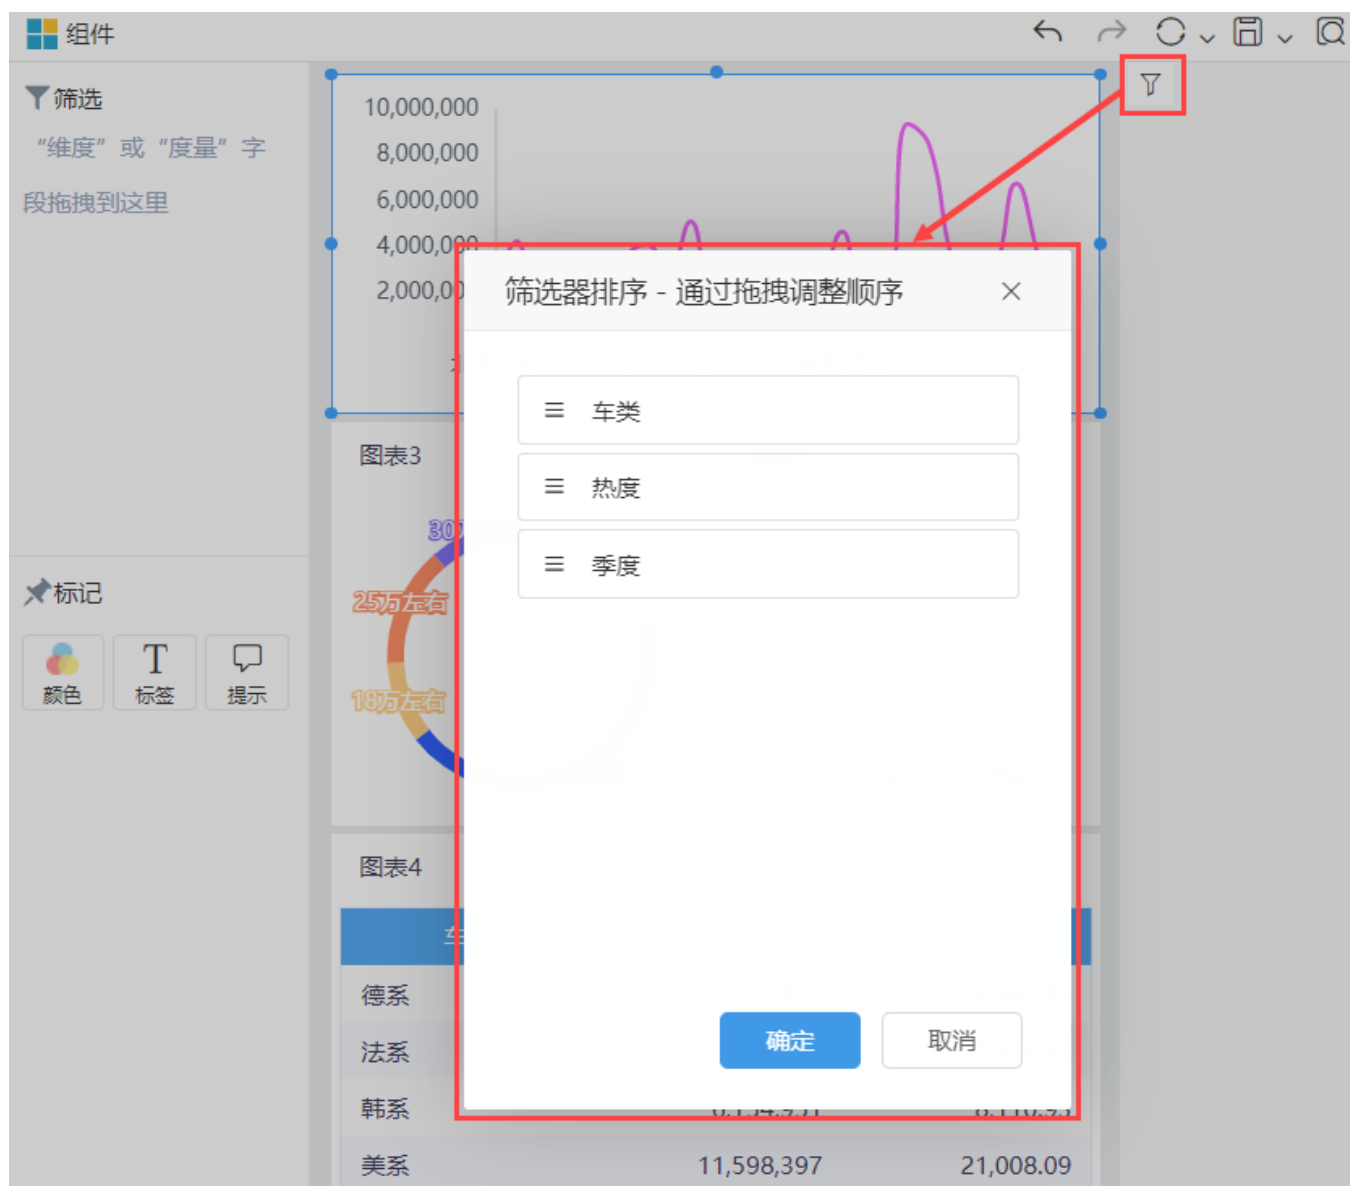 组件
筛选
“维度”或“度量”字
段拖拽到这里
10,000,000
8,000,000
6,000,000
4,000,000
2,000,00
筛选器排序 - 通过拖拽调整顺序
车类
热度
季度
确定
取消
图表3
25万左右
18万左右
标记
颜色
T
标签
提示
图表4
德系
法系
韩系
美系
11,598,397
21,008.09